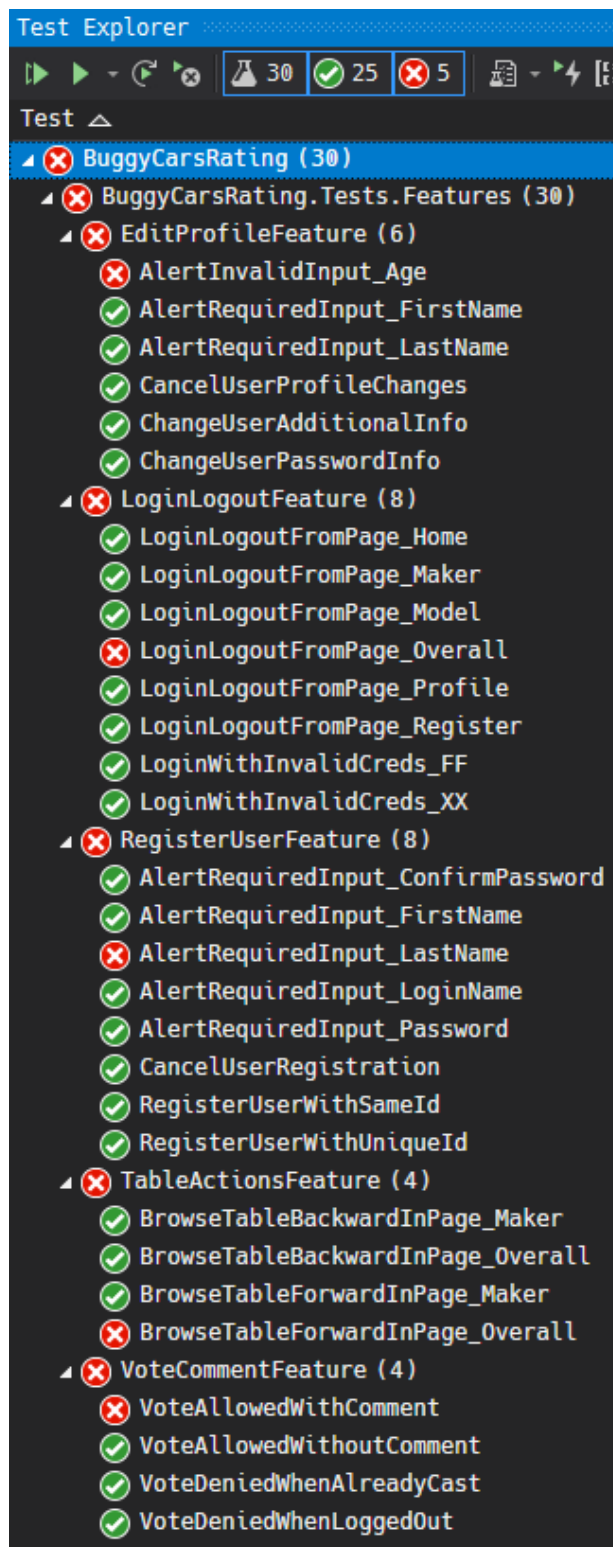 Test Explorer
30 25 5
Test
BuggyCarsRating (30)
BuggyCarsRating.Tests.Features (30)
EditProfileFeature (6)
AlertInvalidInput_Age
AlertRequiredInput_FirstName
AlertRequiredInput_LastName
CancelUserProfileChanges
ChangeUserAdditionalInfo
ChangeUserPasswordInfo
LoginLogoutFeature (8)
LoginLogoutFromPage_Home
LoginLogoutFromPage_Maker
LoginLogoutFromPage_Model
LoginLogoutFromPage_Overall
LoginLogoutFromPage_Profile
LoginLogoutFromPage_Register
LoginWithInvalidCreds_FF
LoginWithInvalidCreds_XX
RegisterUserFeature (8)
AlertRequiredInput_ConfirmPassword
AlertRequiredInput_FirstName
AlertRequiredInput_LastName
AlertRequiredInput_LoginName
AlertRequiredInput_Password
CancelUserRegistration
RegisterUserWithSameId
RegisterUserWithUniqueId
TableActionsFeature (4)
BrowseTableBackwardInPage_Maker
BrowseTableBackwardInPage_Overall
BrowseTableForwardInPage_Maker
BrowseTableForwardInPage_Overall
VoteCommentFeature (4)
VoteAllowedWithComment
VoteAllowedWithoutComment
VoteDeniedWhenAlreadyCast
VoteDeniedWhenLoggedOut